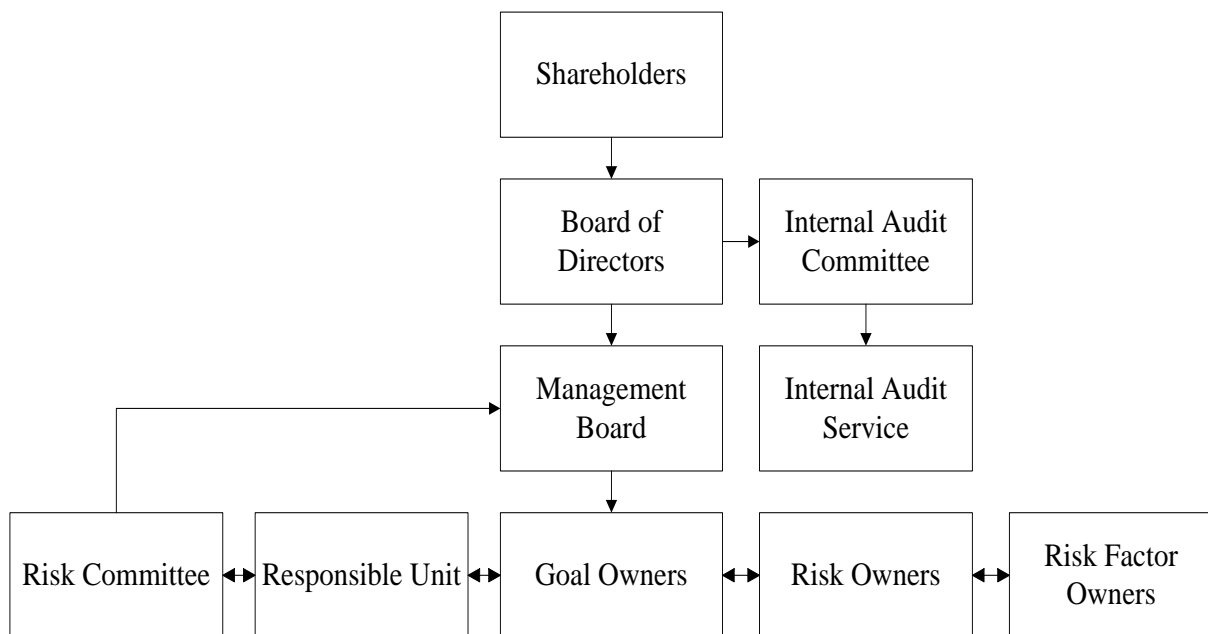 Shareholders
Board of
Directors
Internal Audit
Committee
Management
Board
Internal Audit
Service
Risk Committee
Responsible Unit
Goal Owners
Risk Owners
Risk Factor
Owners